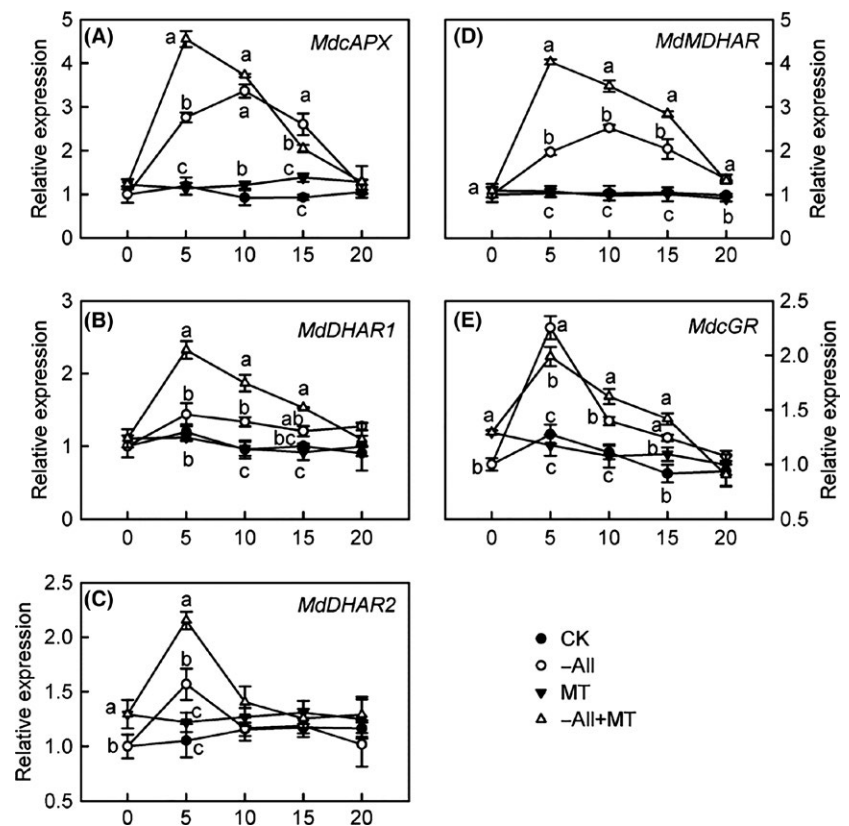 (A)
MdcAPX
Relative expression
5
4
3
2
1
0
a
b
c
a
a
b
a
b
c
c
0 5 10 15 20
(D)
MdMDHAR
Relative expression
5
4
3
2
1
0
a
a
b
c
a
b
c
a
b
c
a
b
0 5 10 15 20
(B)
MdDHAR1
Relative expression
3
2
1
0
a
b
b
a
b
c
a
ab
bc
c
0 5 10 15 20
(E)
McdGR
Relative expression
2.5
2.0
1.5
1.0
0.5
a
b
a
b
c
c
a
b
c
a
a
b
b
0 5 10 15 20
(C)
MdDHAR2
Relative expression
2.5
2.0
1.5
1.0
0.5
a
b
a
b
c
c
0 5 10 15 20
CK
–All
MT
–All+MT